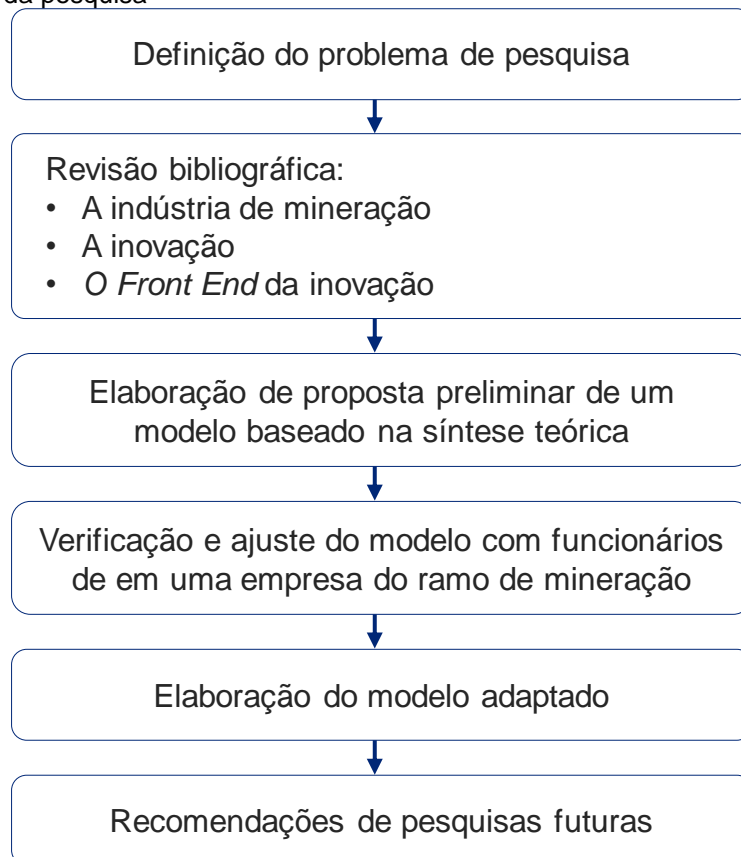 da pesquisa
Definição do problema de pesquisa
Revisão bibliográfica:
• A indústria de mineração
• A inovação
• O Front End da inovação
Elaboração de proposta preliminar de um
modelo baseado na síntese teórica
Verificação e ajuste do modelo com funcionários
de em uma empresa do ramo de mineração
Elaboração do modelo adaptado
Recomendações de pesquisas futuras